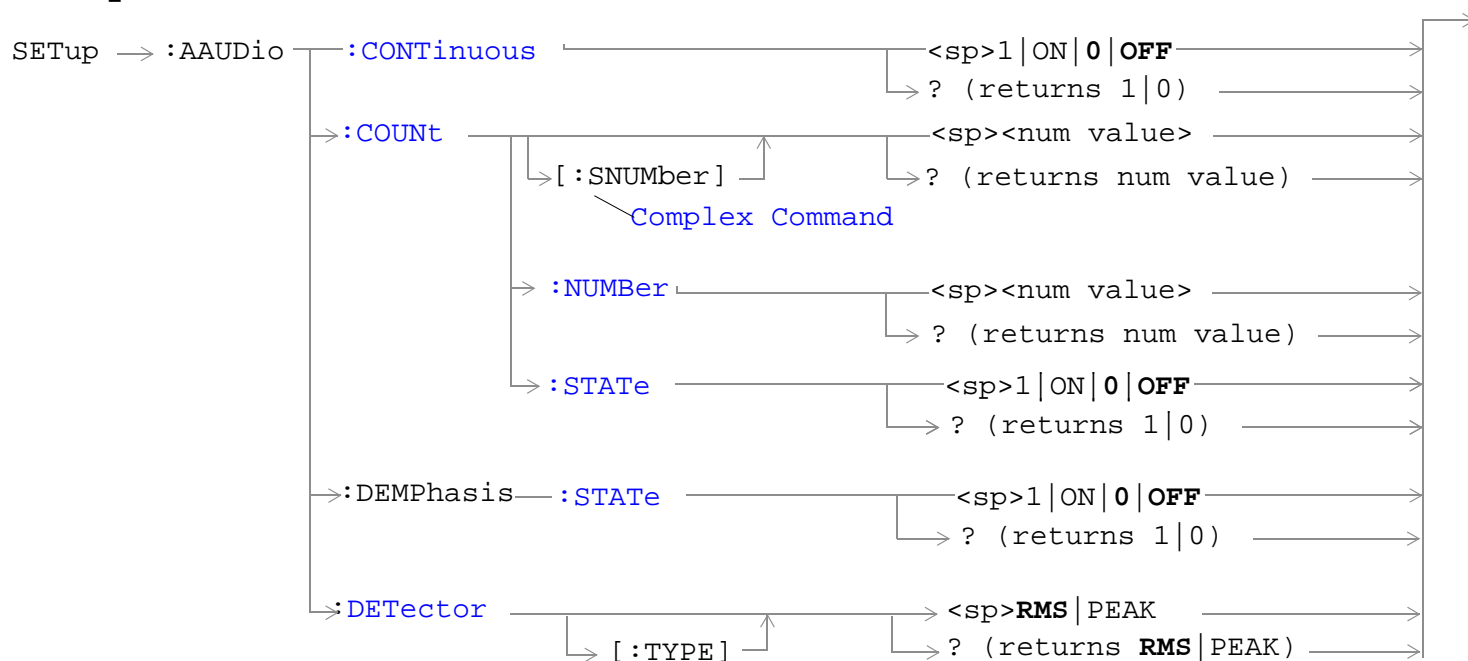 SETup :AAUDio :CONTinuous <sp>1|ON|0|OFF
? (returns 1|0)
:COUNt <sp><num value>
[:SNUMber] ? (returns num value)
Complex Command
:NUMBer <sp><num value>
? (returns num value)
:STATe <sp>1|ON|0|OFF
? (returns 1|0)
:DEMPhasis :STATe <sp>1|ON|0|OFF
? (returns 1|0)
:DETector <sp>RMS|PEAK
[:TYPE] ? (returns RMS|PEAK)